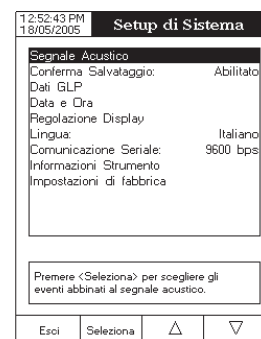 12:52:43 PM
18/05/2005
Setup di Sistema
Segnale Acustico
Conferma Salvataggio: Abilitato
Dati GLP
Data e Ora
Regolazione Display
Lingua: Italiano
Comunicazione Seriale: 9600 bps
Informazioni Strumento
Impostazioni di fabbrica
Premere <Seleziona> per scegliere gli
eventi abbinati al segnale acustico.
Esci Seleziona △ ▽